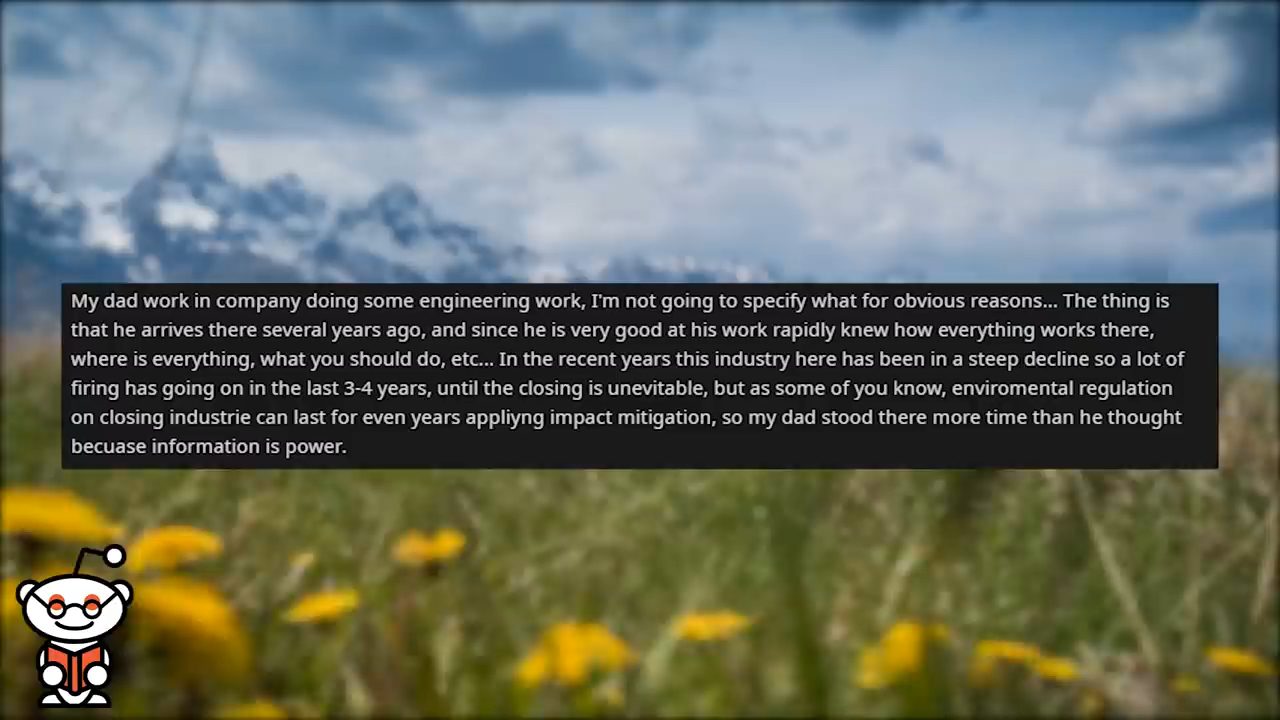 My dad work in company doing some engineering work, I'm not going to specify what for obvious reasons... The thing is
that he arrives there several years ago, and since he is very good at his work rapidly knew how everything works there,
where is everything, what you should do, etc... In the recent years this industry here has been in a steep decline so a lot of
firing has going on in the last 3-4 years, until the closing is unevitable, but as some of you know, enviromental regulation
on closing industrie can last for even years appliyng impact mitigation, so my dad stood there more time than he thought
becuase information is power.